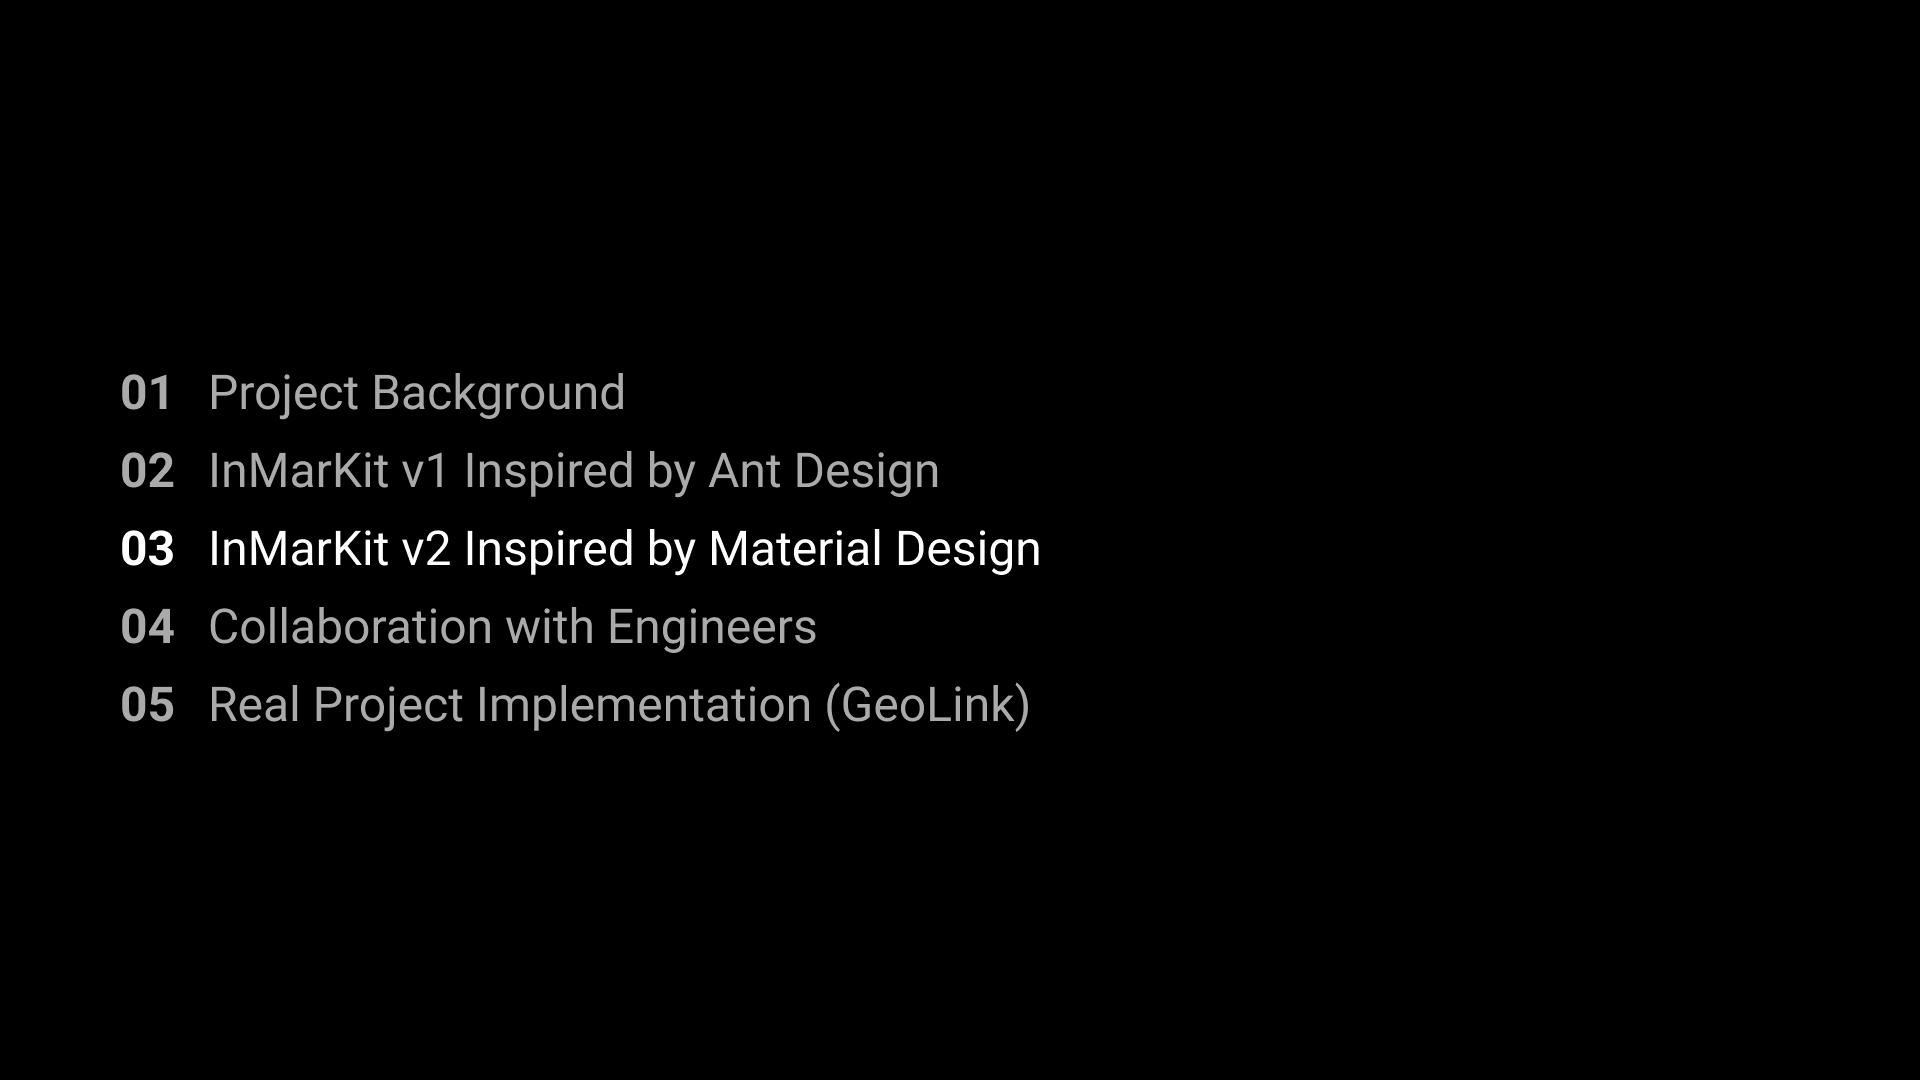 01 Project Background
02 InMarKit v1 Inspired by Ant Design
03 InMarKit v2 Inspired by Material Design
04 Collaboration with Engineers
05 Real Project Implementation (GeoLink)